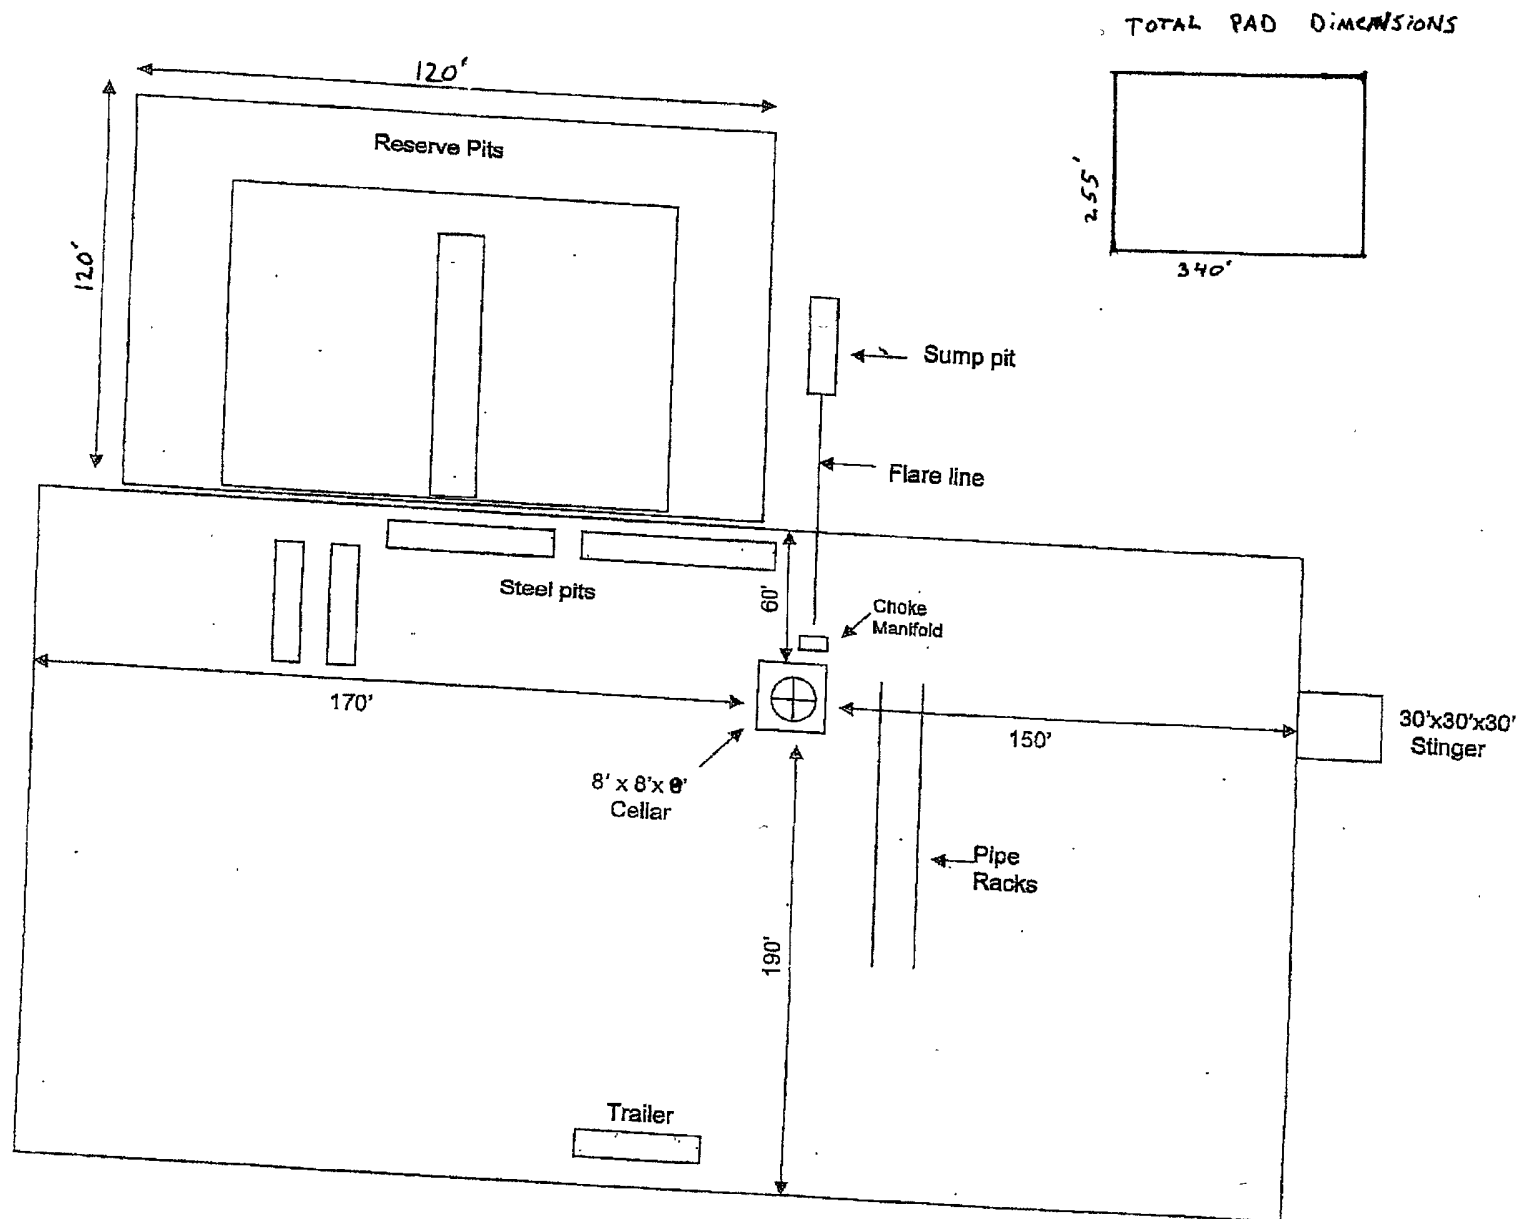 TOTAL PAD DIMENSIONS
120'
Reserve Pits
120'
255'
340'
Sump pit
Flare line
Steel pits
60'
Choke
Manifold
170'
150'
30'x30'x30'
Stinger
8' x 8'x
Cellar
Pipe
Racks
190'
Trailer